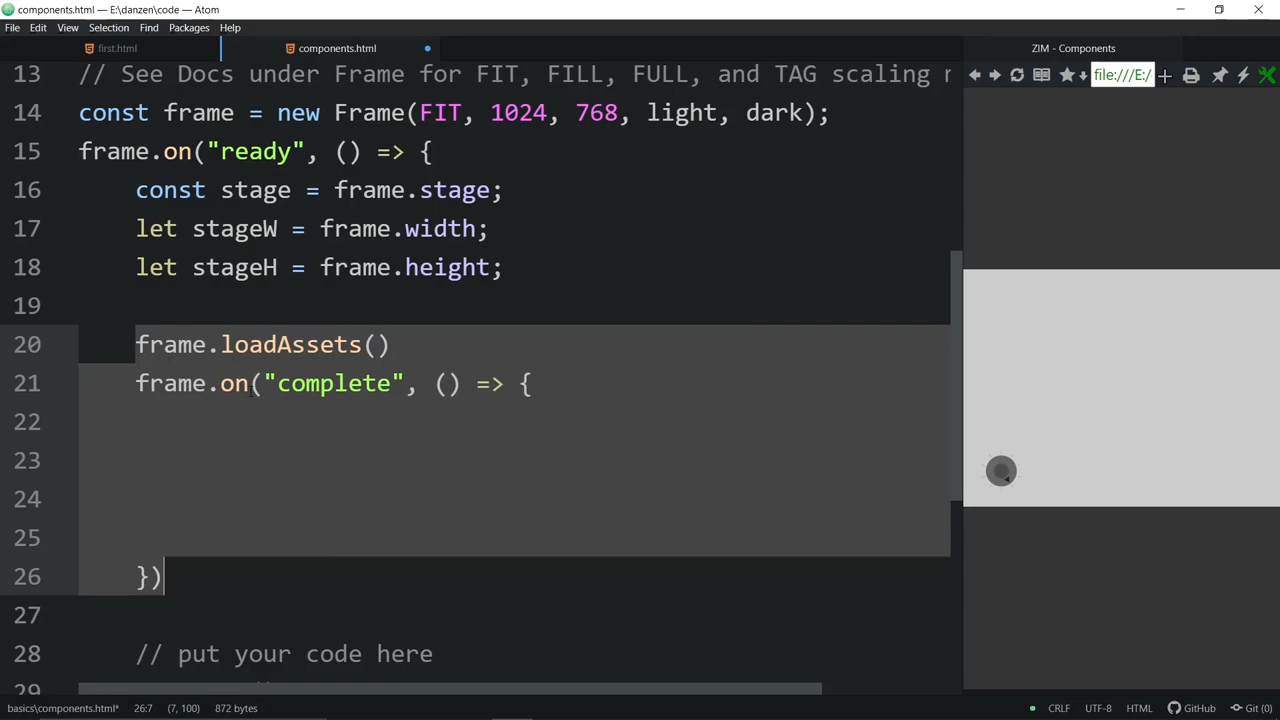 components.html — E:\danzen\code — Atom
File Edit View Selection Find Packages Help
first.html
components.html
ZIM - Components
file:///E:/
13 // See Docs under Frame for FIT, FILL, FULL, and TAG scaling
14 const frame = new Frame(FIT, 1024, 768, light, dark);
15 frame.on("ready", () => {
16 const stage = frame.stage;
17 let stageW = frame.width;
18 let stageH = frame.height;
19
20 frame.loadAssets()
21 frame.on("complete", () => {
22
23
24
25
26 })
27
28 // put your code here
29
basics\components.html* 26:7 (7, 100) 872 bytes
CRLF UTF-8 HTML GitHub Git (0)